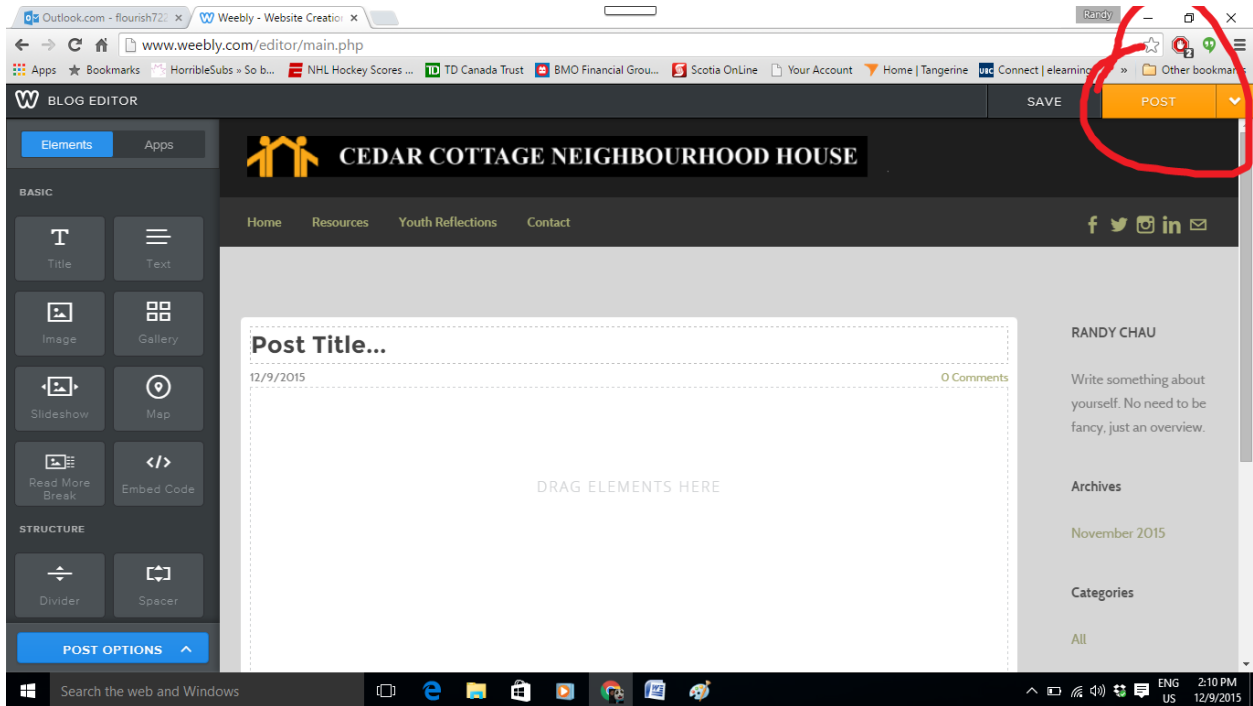 Outlook.com - flourish722 Weebly - Website Creation Randy
www.weebly.com/editor/main.php 2
Apps Bookmarks HorribleSubs » So b... NHL Hockey Scores ... TD TD Canada Trust BMO Financial Grou... Scotia OnLine Your Account Home | Tangerine UBC Connect | elearning » Other bookmarks
BLOG EDITOR SAVE POST
Elements Apps
CEDAR COTTAGE NEIGHBOURHOOD HOUSE
BASIC
Home Resources Youth Reflections Contact
Title Text
Image Gallery
Post Title...
RANDY CHAU
12/9/2015 0 Comments
Write something about
yourself. No need to be
fancy, just an overview.
Slideshow Map
Read More
Break
Embed Code
DRAG ELEMENTS HERE
Archives
STRUCTURE
November 2015
Divider Spacer
Categories
All
POST OPTIONS
Search the web and Windows ENG 2:10 PM
US 12/9/2015